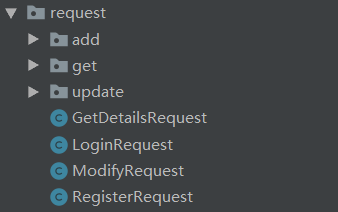 request
add
get
update
GetDetailsRequest
LoginRequest
ModifyRequest
RegisterRequest